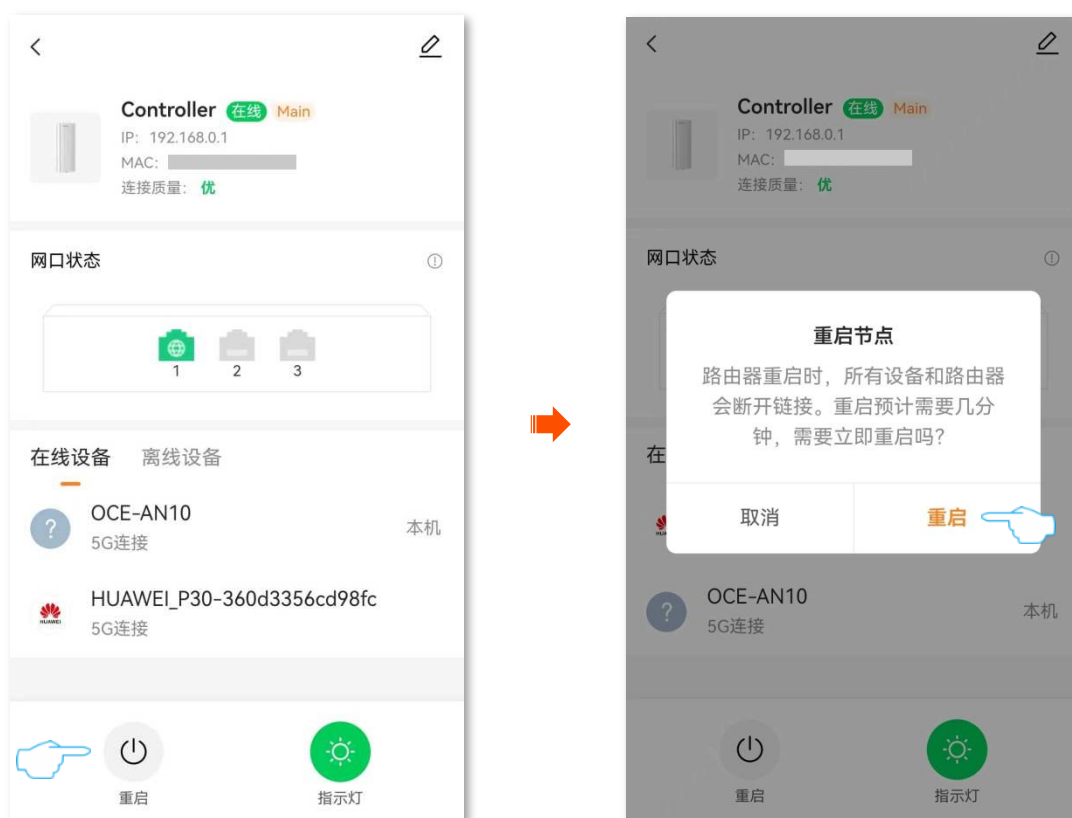 Controller 在线 Main
IP: 192.168.0.1
MAC:
连接质量: 优
网口状态
1 2 3
在线设备 离线设备
OCE-AN10
5G连接
本机
HUAWEI
HUAWEI_P30-360d3356cd98fc
5G连接
重启 指示灯
Controller 在线 Main
IP: 192.168.0.1
MAC:
连接质量: 优
网口状态
重启节点
路由器重启时，所有设备和路由器
会断开链接。重启预计需要几分
钟，需要立即重启吗？
取消 重启
在
OCE-AN10
5G连接
本机
重启 指示灯